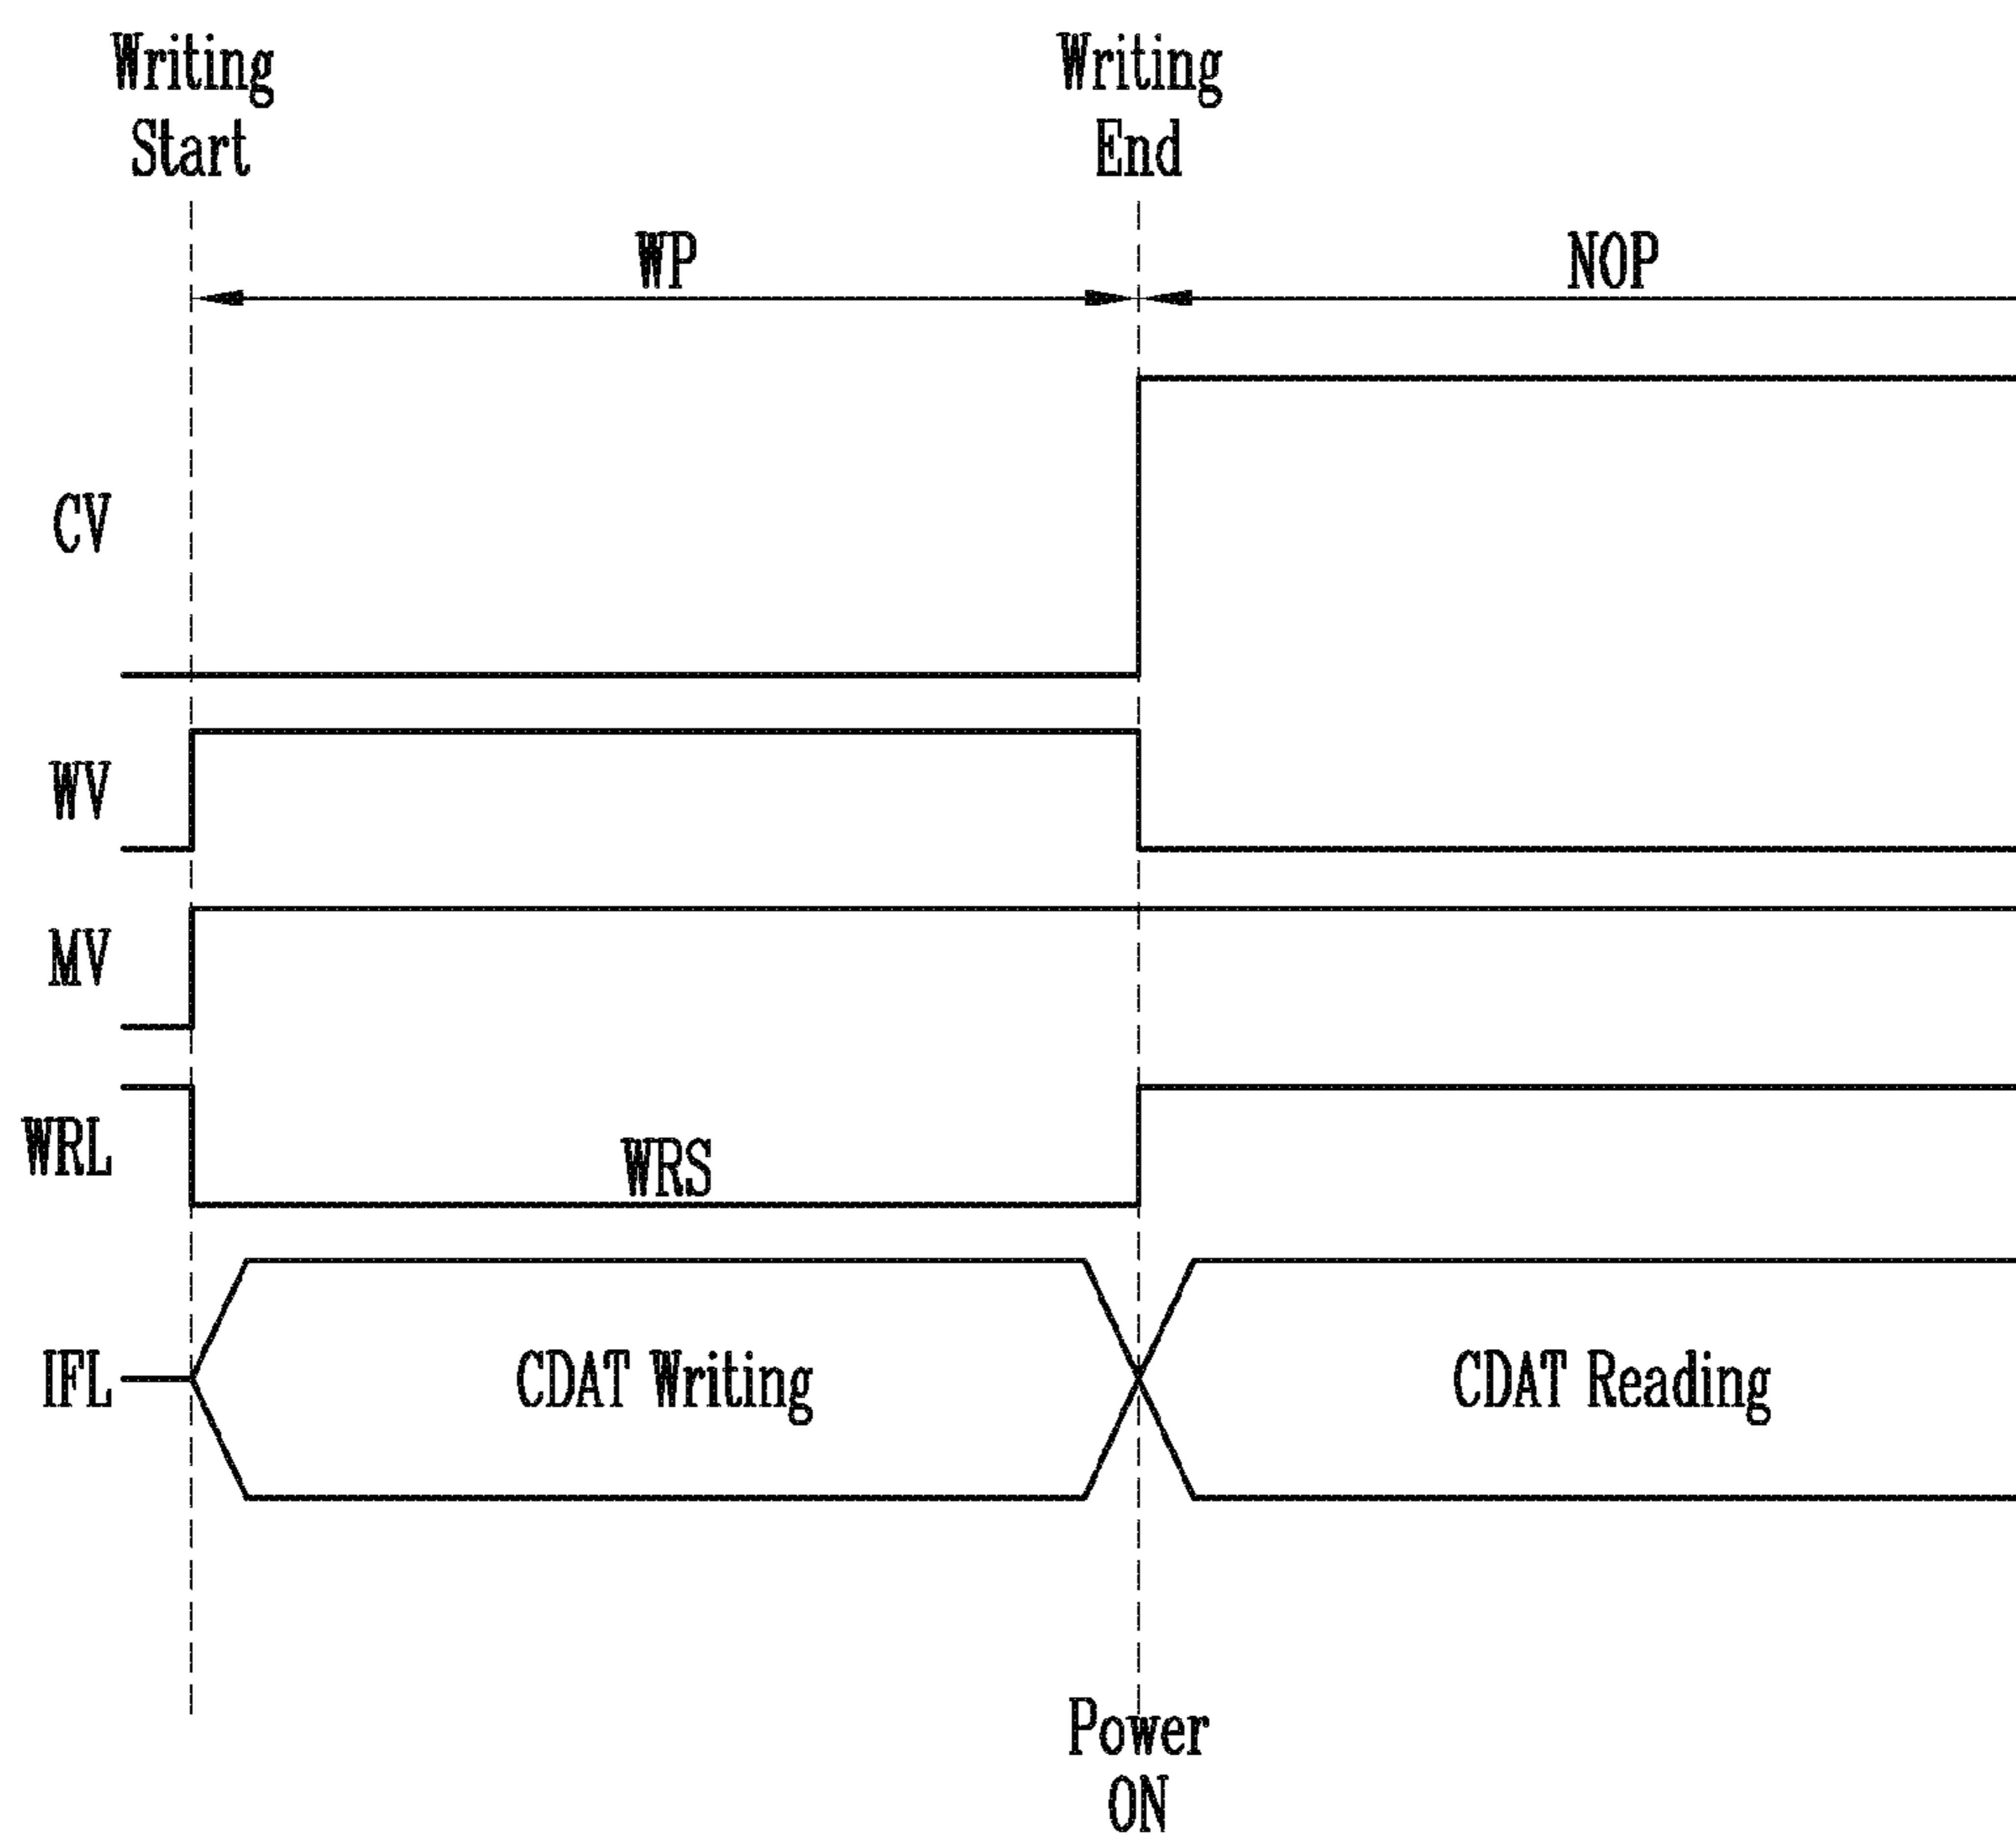 Writing
Start
Writing
End
WP
NOP
CV
WV
MV
WRL
WRS
IFL
CDAT Writing
CDAT Reading
Power
ON